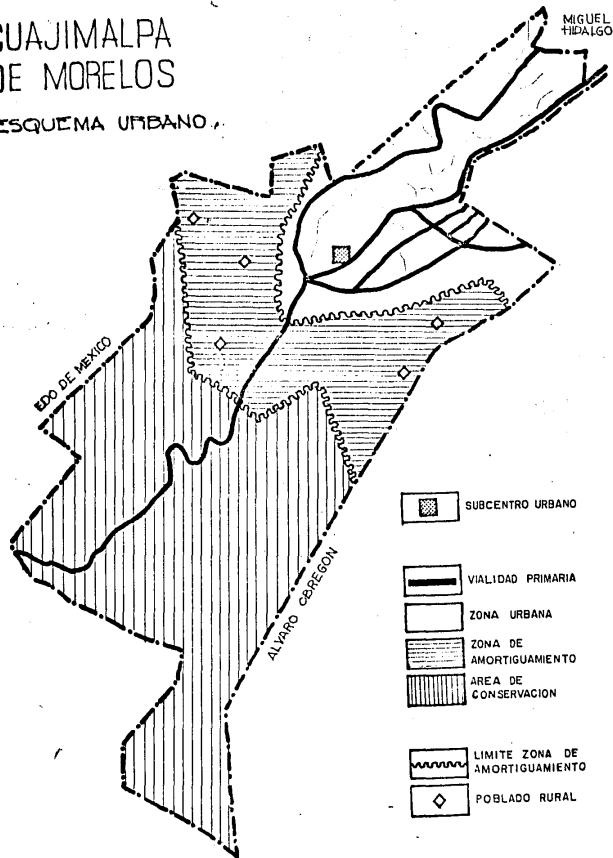 CUAJIMALPA
DE MORELOS
ESQUEMA URBANO.
MIGUEL
HIDALGO
EDO DE MEXICO
ALVARO OBREGON
SUBCENTRO URBANO
VIALIDAD PRIMARIA
ZONA URBANA
ZONA DE
AMORTIGUAMIENTO
AREA DE
CONSERVACION
LIMITE ZONA DE
AMORTIGUAMIENTO
POBLADO RURAL